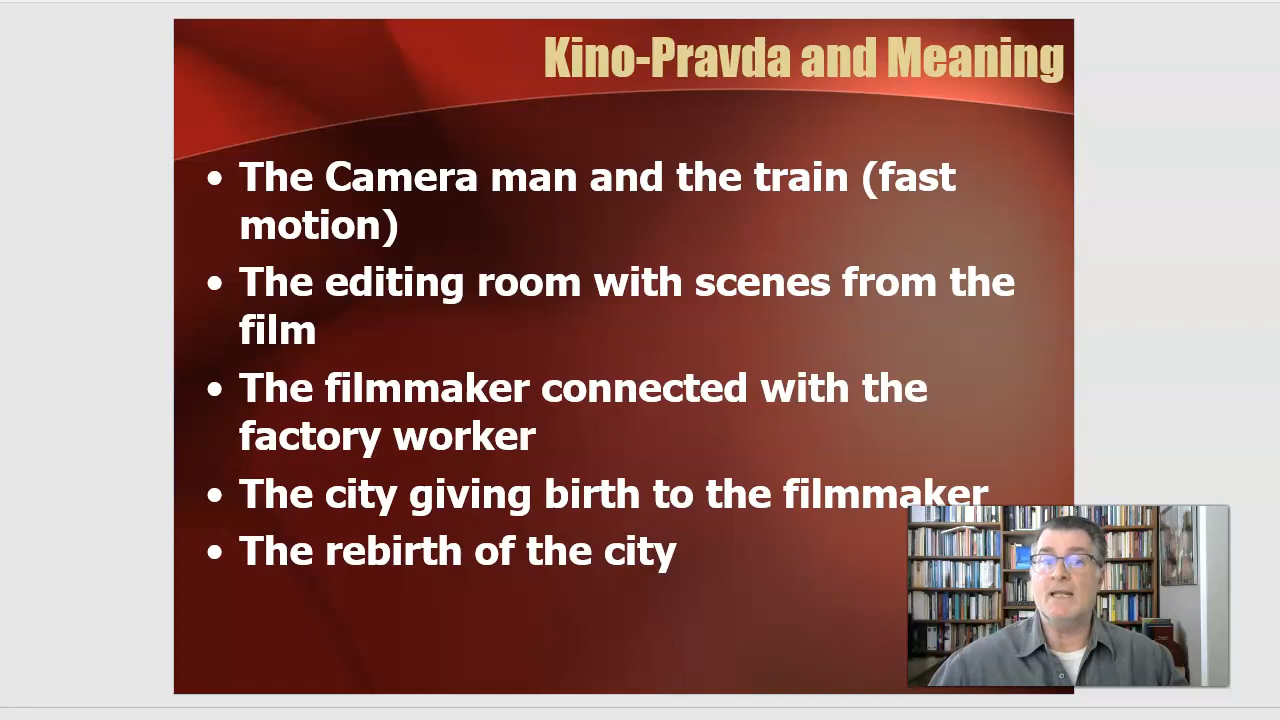 Kino-Pravda and Meaning
• The Camera man and the train (fast
motion)
• The editing room with scenes from the
film
• The filmmaker connected with the
factory worker
• The city giving birth to the filmmaker
• The rebirth of the city